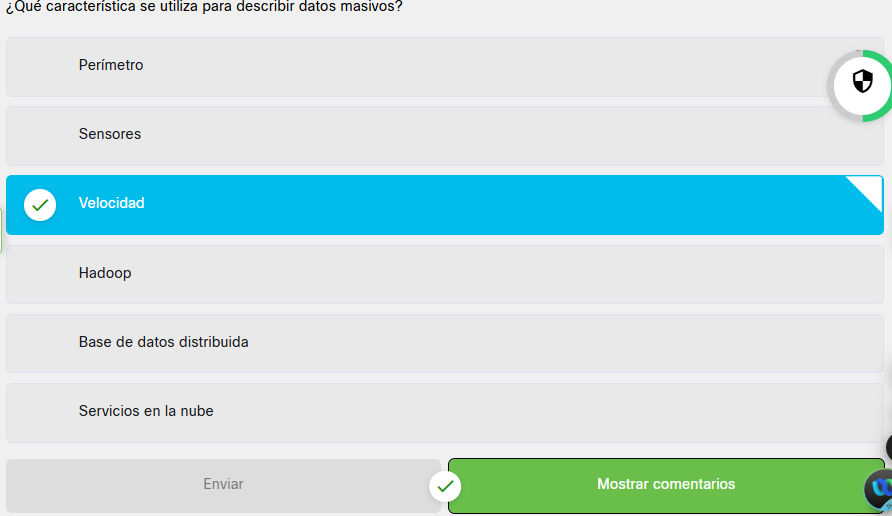 ¿Qué característica se utiliza para describir datos masivos?
Perímetro
Sensores
Velocidad
Hadoop
Base de datos distribuida
Servicios en la nube
Enviar
Mostrar comentarios